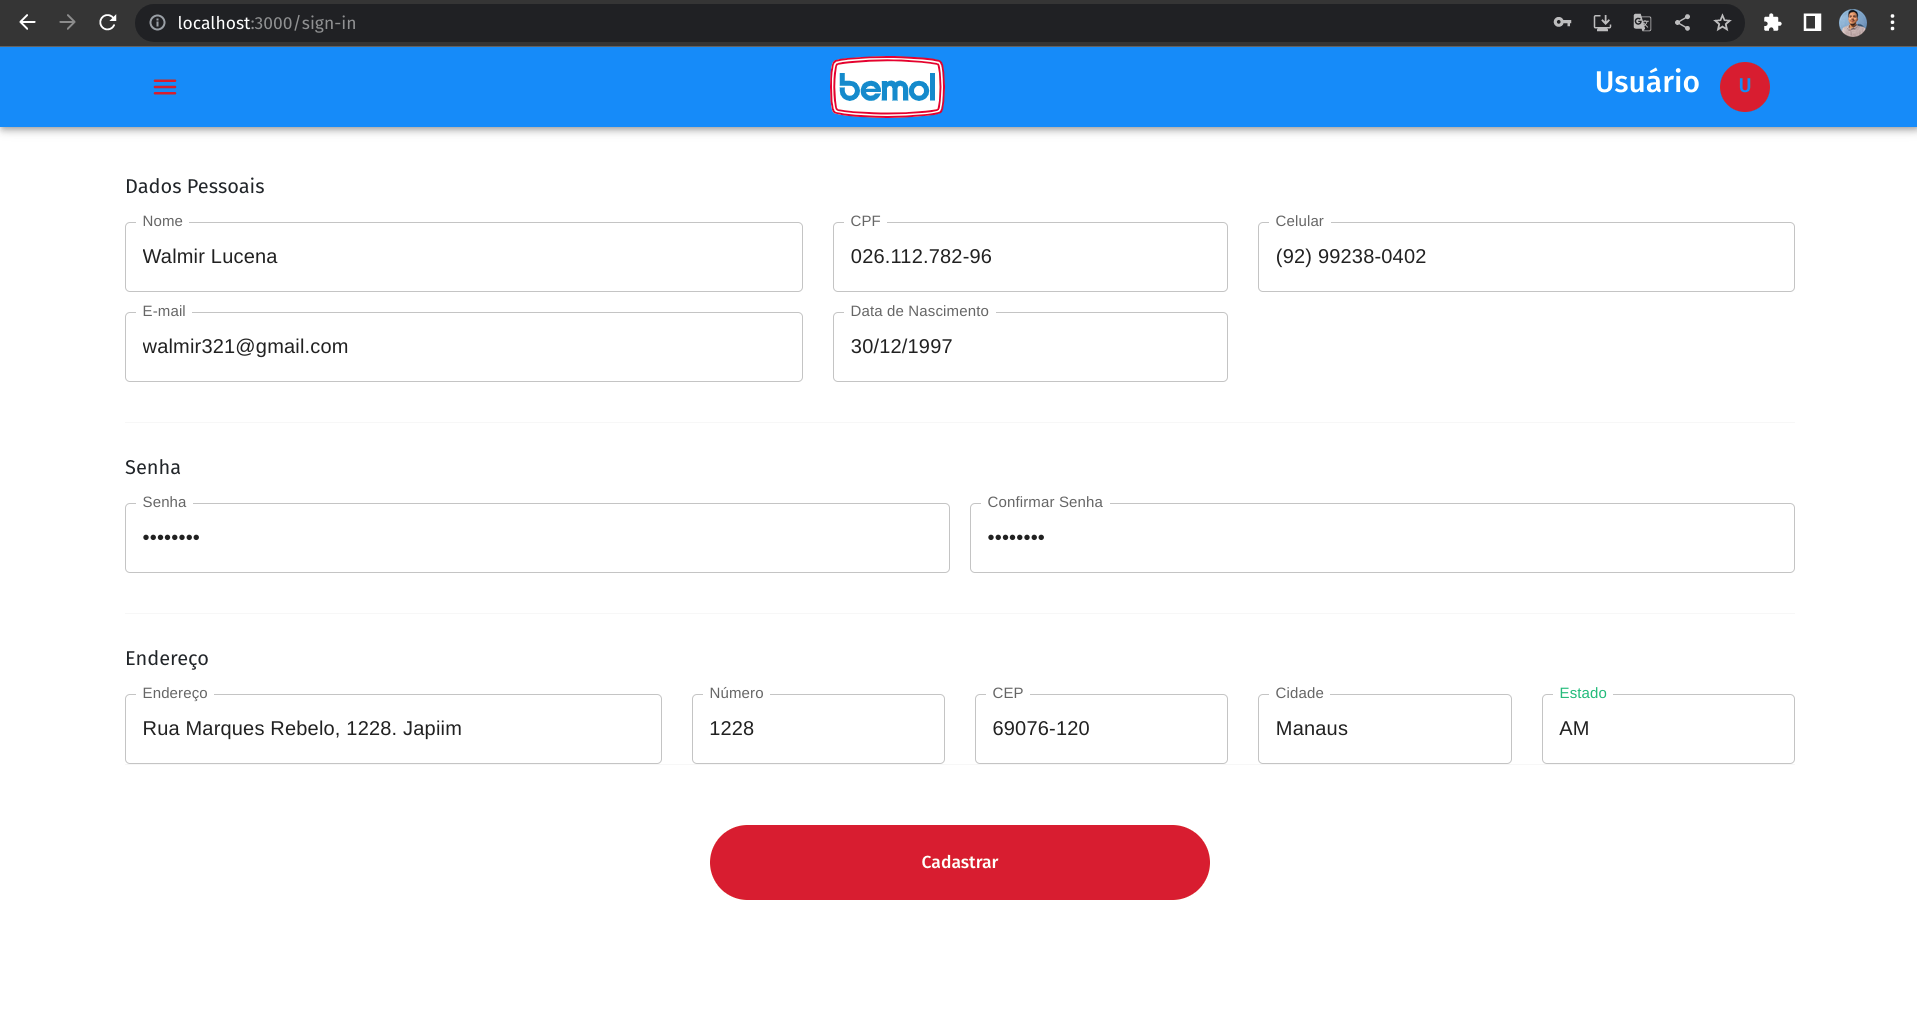 localhost:3000/sign-in
bemol
Usuário U
Dados Pessoais
Nome CPF Celular
Walmir Lucena 026.112.782-96 (92) 99238-0402
E-mail Data de Nascimento
walmir321@gmail.com 30/12/1997
Senha
Senha Confirmar Senha
•••••••• ••••••••
Endereço
Endereço Número CEP Cidade Estado
Rua Marques Rebelo, 1228. Japiim 1228 69076-120 Manaus AM
Cadastrar